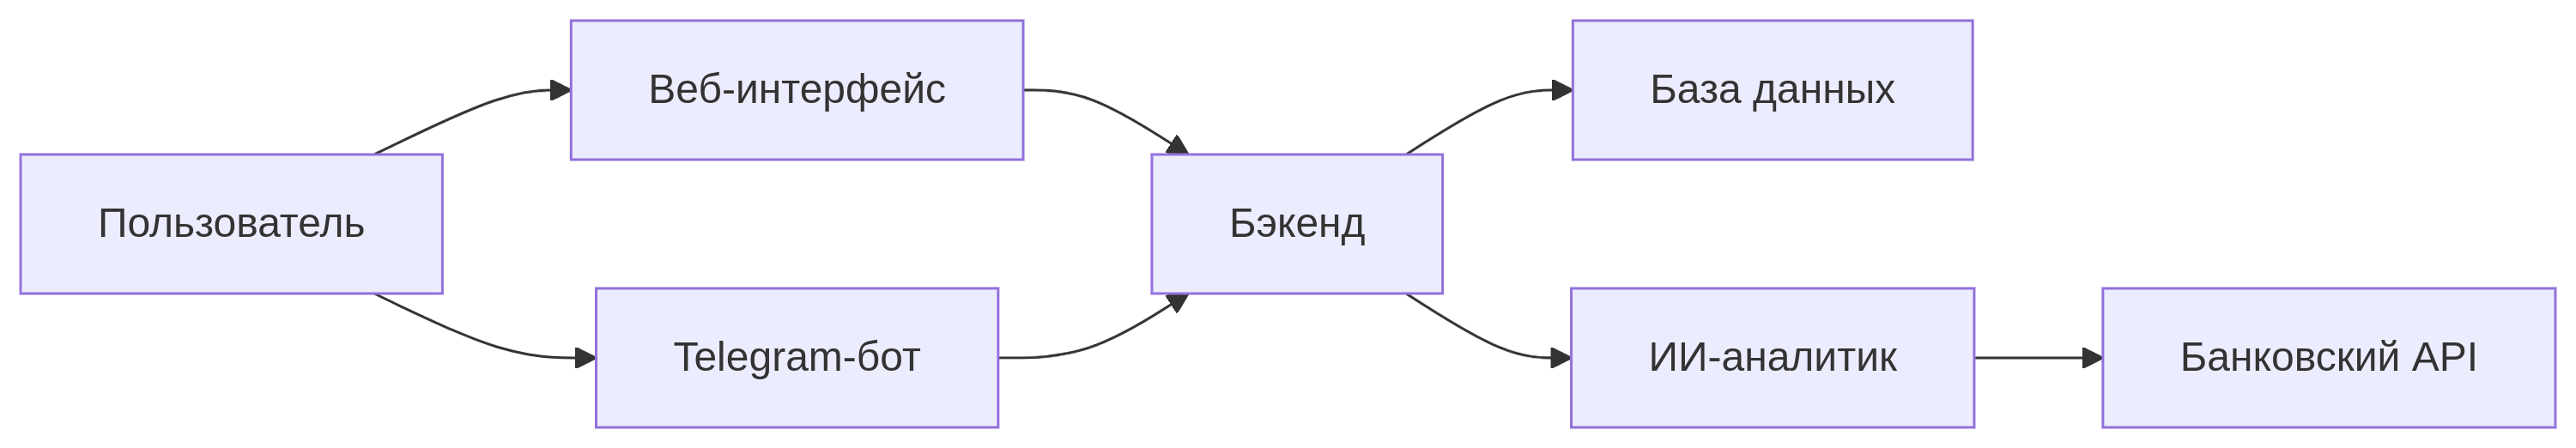 Пользователь
Веб-интерфейс
Telegram-бот
Бэкенд
База данных
ИИ-аналитик
Банковский API